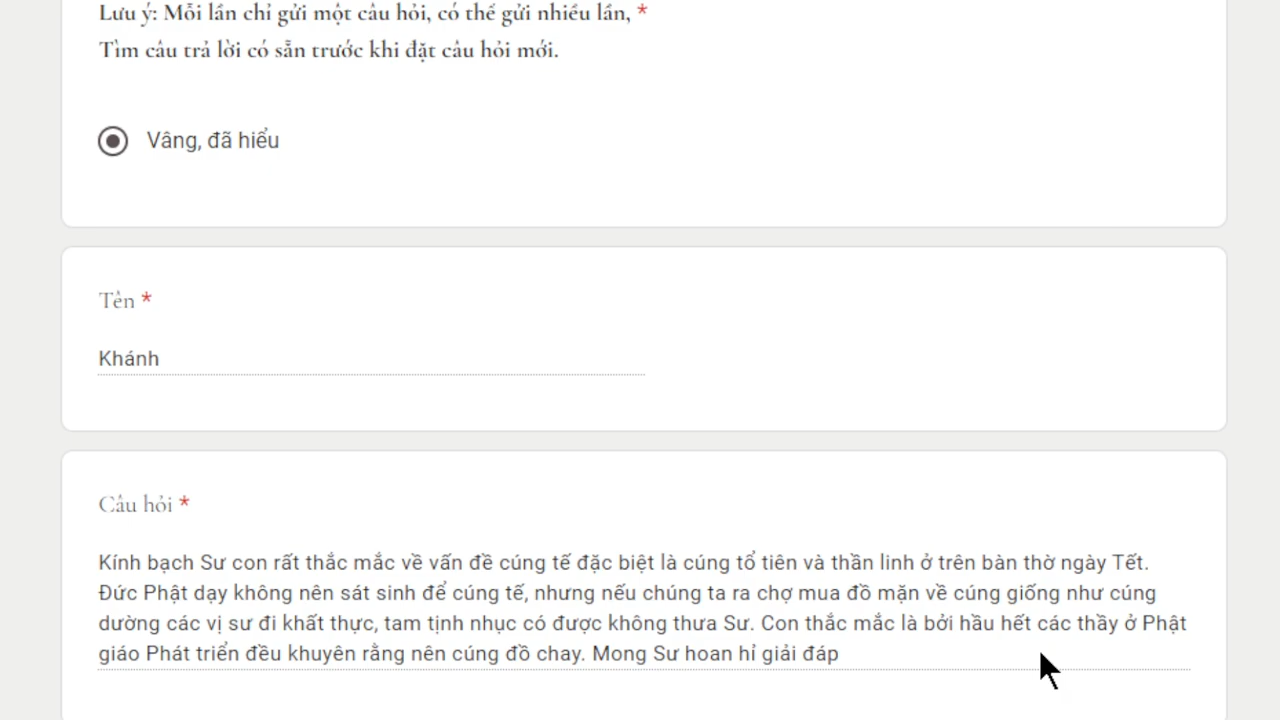 Lưu ý: Mỗi lần chỉ gửi một câu hỏi, có thể gửi nhiều lần, *
Tìm câu trả lời có sẵn trước khi đặt câu hỏi mới.
Vâng, đã hiểu
Tên *
Khánh
Câu hỏi *
Kính bạch Sư con rất thắc mắc về vấn đề cúng tế đặc biệt là cúng tổ tiên và thần linh ở trên bàn thờ ngày Tết.
Đức Phật dạy không nên sát sinh để cúng tế, nhưng nếu chúng ta ra chợ mua đồ mặn về cúng giống như cúng
dường các vị sư đi khất thực, tam tịnh nhục có được không thưa Sư. Con thắc mắc là bởi hầu hết các thầy ở Phật
giáo Phát triển đều khuyên rằng nên cúng đồ chay. Mong Sư hoan hỉ giải đáp